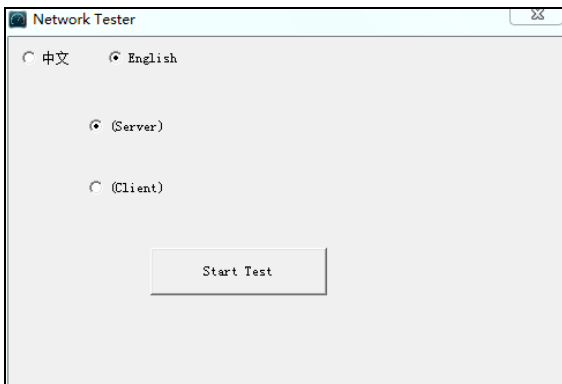 Network Tester
中文 English
(Server)
(Client)
Start Test